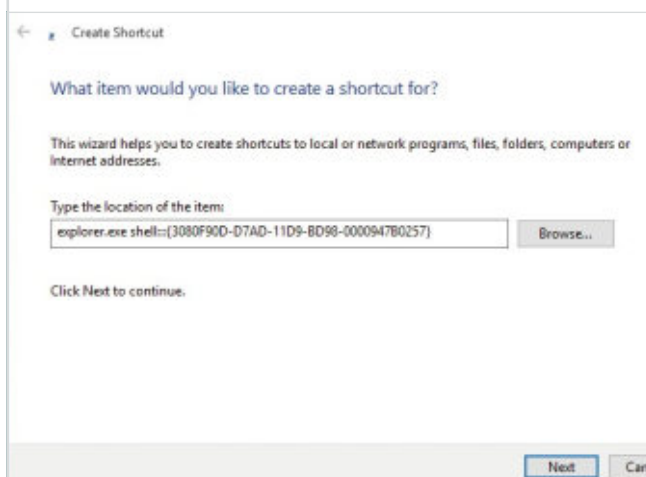 Create Shortcut
What item would you like to create a shortcut for?
This wizard helps you to create shortcuts to local or network programs, files, folders, computers or
Internet addresses.
Type the location of the item:
explorer.exe shell:::{3080F90D-D7AD-11D9-BD98-0000947B0257}
Browse...
Click Next to continue.
Next